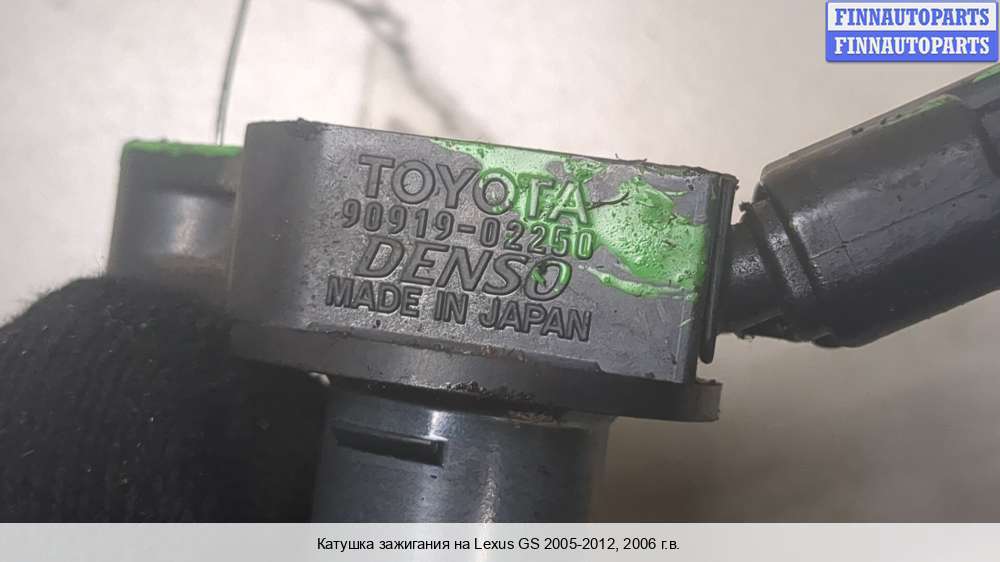 FINNAUTOPARTS
FINNAUTOPARTS
TOYOTA
90919-02250
DENSO
MADE IN JAPAN
Катушка зажигания на Lexus GS 2005-2012, 2006 г.в.